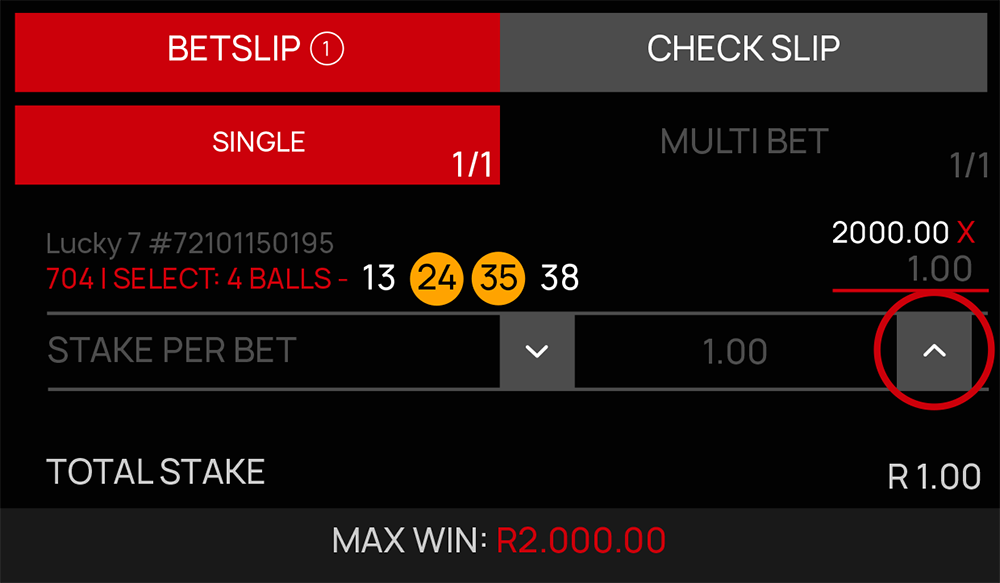 BETSLIP 1
CHECK SLIP
SINGLE
1/1
MULTI BET
1/1
Lucky 7 #72101150195
2000.00 X
704 I SELECT: 4 BALLS - 13 24 35 38
1.00
STAKE PER BET
1.00
TOTAL STAKE
R 1.00
MAX WIN: R2.000.00